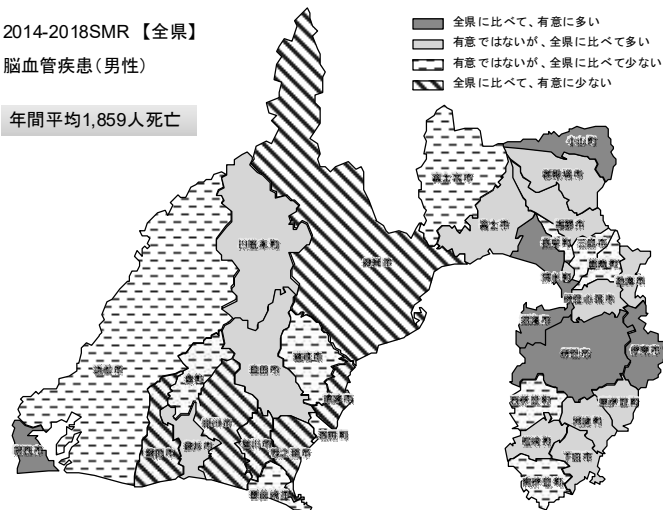 2014-2018SMR 【全県】
脳血管疾患(男性)
年間平均1,859人死亡
全県に比べて、有意に多い
有意ではないが、全県に比べて多い
有意ではないが、全県に比べて少ない
全県に比べて、有意に少ない
小山町
御殿場市
富士宮市
富士市
裾野市
長泉町
三島市
清水町
函南町
熱海市
伊豆の国市
沼津市
伊豆市
伊東市
西伊豆町
東伊豆町
河津町
松崎町
下田市
南伊豆町
川根本町
静岡市
浜松市
島田市
藤枝市
森町
焼津市
掛川市
吉田町
磐田市
袋井市
菊川市
牧之原市
湖西市
御前崎市